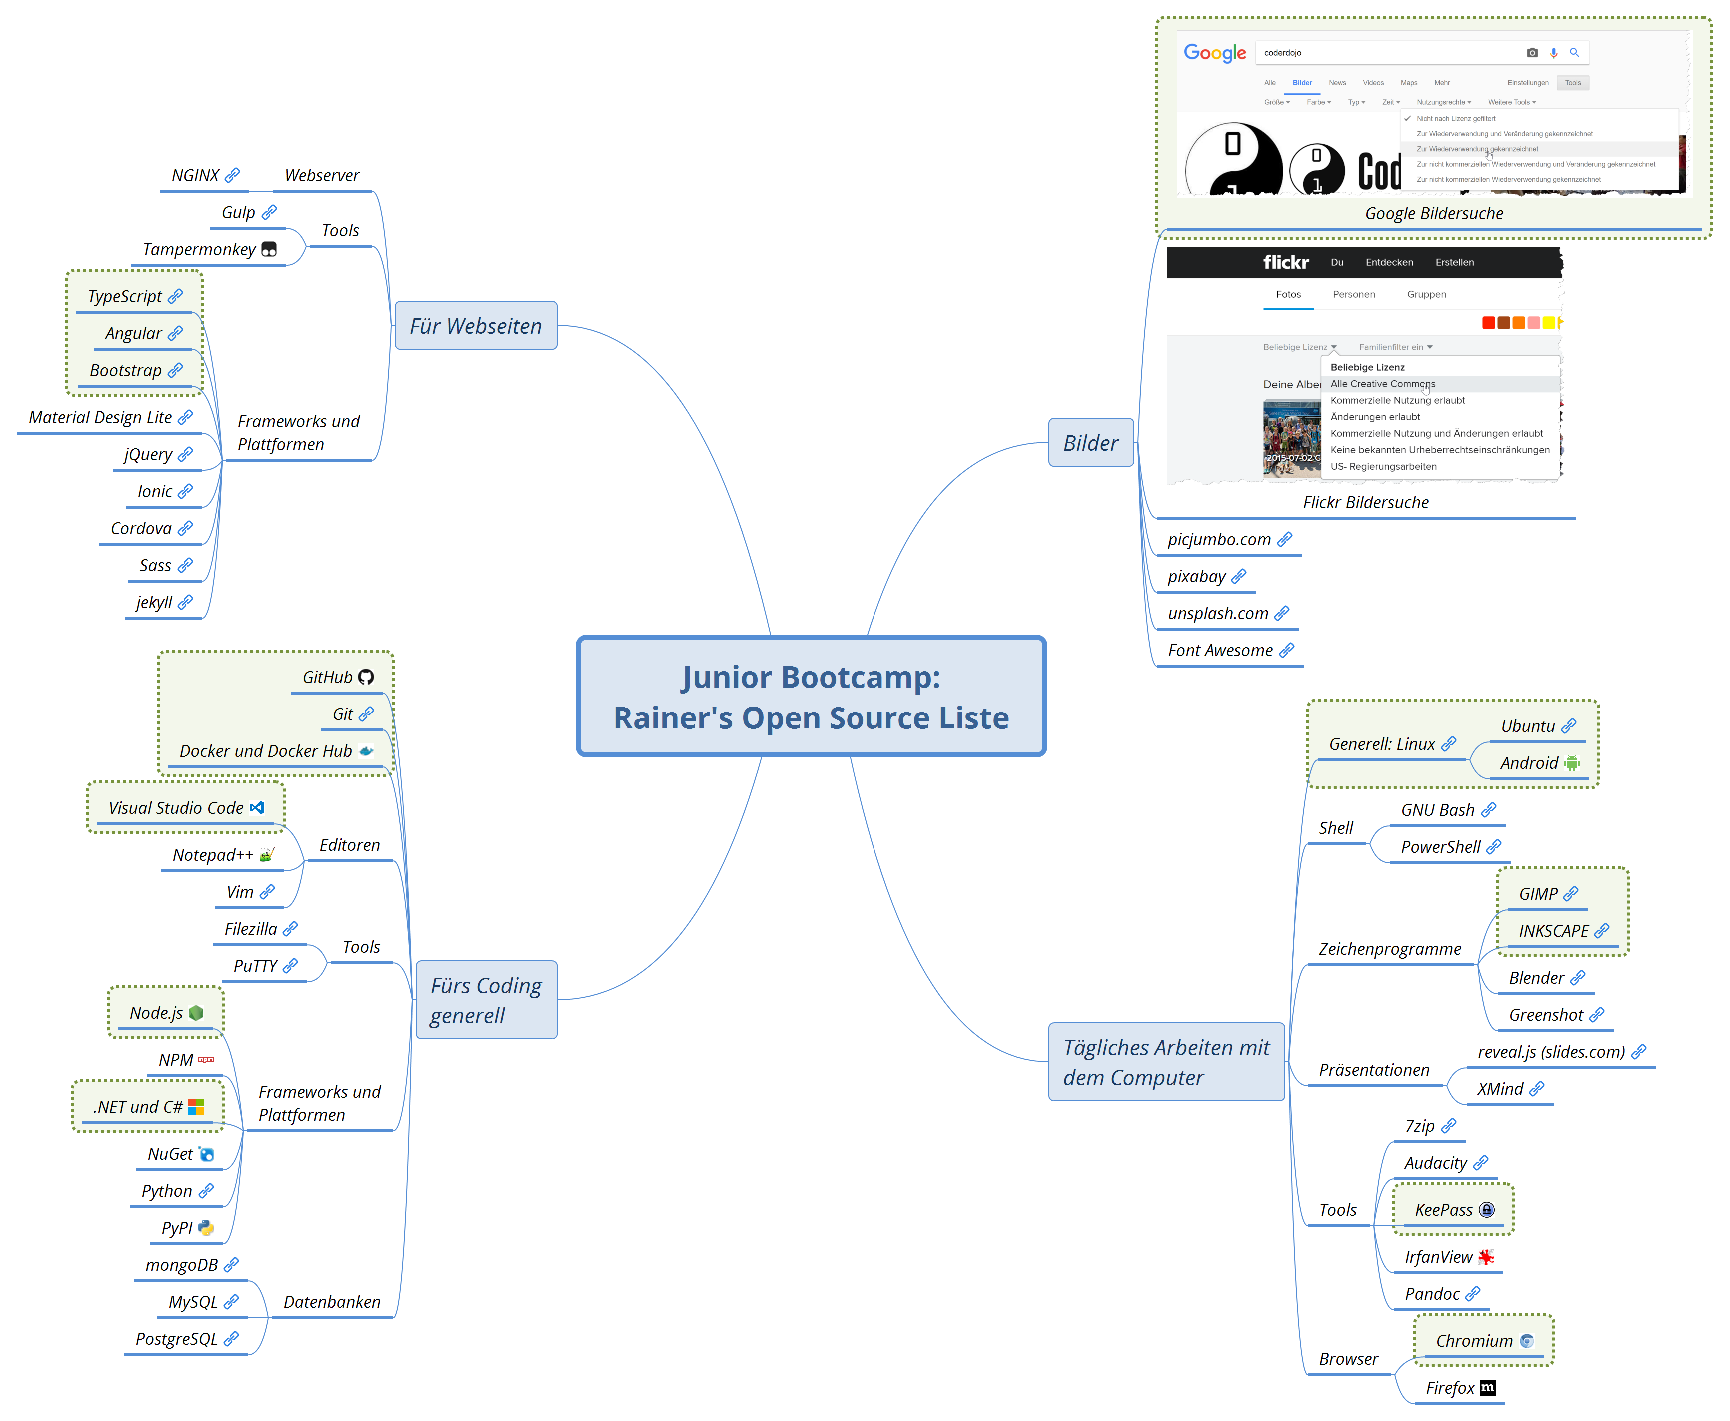 Junior Bootcamp:
Rainer's Open Source Liste
Für Webseiten
Webserver
NGINX
Tools
Gulp
Tampermonkey
Frameworks und
Plattformen
TypeScript
Angular
Bootstrap
Material Design Lite
jQuery
Ionic
Cordova
Sass
jekyll
Fürs Coding
generell
GitHub
Git
Docker und Docker Hub
Editoren
Visual Studio Code
Notepad++
Vim
Tools
Filezilla
PuTTY
Frameworks und
Plattformen
Node.js
NPM
.NET und C#
NuGet
Python
PyPI
Datenbanken
mongoDB
MySQL
PostgreSQL
Bilder
Google
coderdojo
Alle Bilder News Videos Maps Mehr Einstellungen Tools
Größe Farbe Typ Zeit Nutzungsrechte Weitere Tools
Nicht nach Lizenz gefiltert
Zur Wiederverwendung und Veränderung gekennzeichnet
Zur Wiederverwendung gekennzeichnet
Zur nicht kommerziellen Wiederverwendung und Veränderung gekennzeichnet
Zur nicht kommerziellen Wiederverwendung gekennzeichnet
Cod
Google Bildersuche
flickr Du Entdecken Erstellen
Fotos Personen Gruppen
Beliebige Lizenz Familienfilter ein
Beliebige Lizenz
Alle Creative Commons
Kommerzielle Nutzung erlaubt
Änderungen erlaubt
Kommerzielle Nutzung und Änderungen erlaubt
Keine bekannten Urheberrechtseinschränkungen
US- Regierungsarbeiten
Deine Alber
2015-07-02 C
Flickr Bildersuche
picjumbo.com
pixabay
unsplash.com
Font Awesome
Tägliches Arbeiten mit
dem Computer
Generell: Linux
Ubuntu
Android
Shell
GNU Bash
PowerShell
Zeichenprogramme
GIMP
INKSCAPE
Blender
Greenshot
Präsentationen
reveal.js (slides.com)
XMind
Tools
7zip
Audacity
KeePass
IrfanView
Pandoc
Browser
Chromium
Firefox